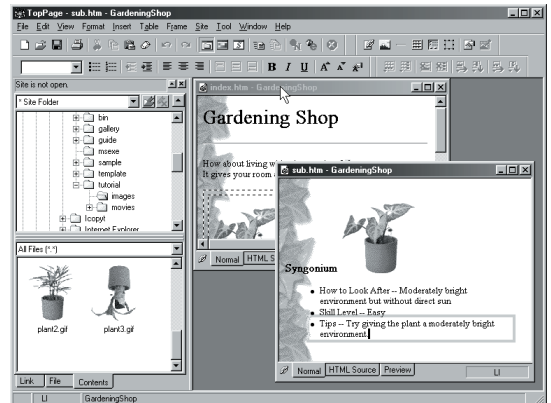 TopPage - sub.htm - GardeningShop
File Edit View Format Insert Table Frame Site Tool Window Help
B I U A A
Site is not open.
* Site Folder
bin
gallery
guide
msexe
sample
template
tutorial
images
movies
Icopyt
Internet Explorer
All Files (*.*)
plant2.gif plant3.gif
Link File Contents
LI GardeningShop
index.htm - GardeningShop
Gardening Shop
How about living wi
It gives your room
Normal HTML S
sub.htm - GardeningShop
Syngonium
How to Look After -- Moderately bright
environment but without direct sun
Skill Level -- Easy
Tips -- Try giving the plant a moderately bright
environment.
Normal HTML Source Preview LI